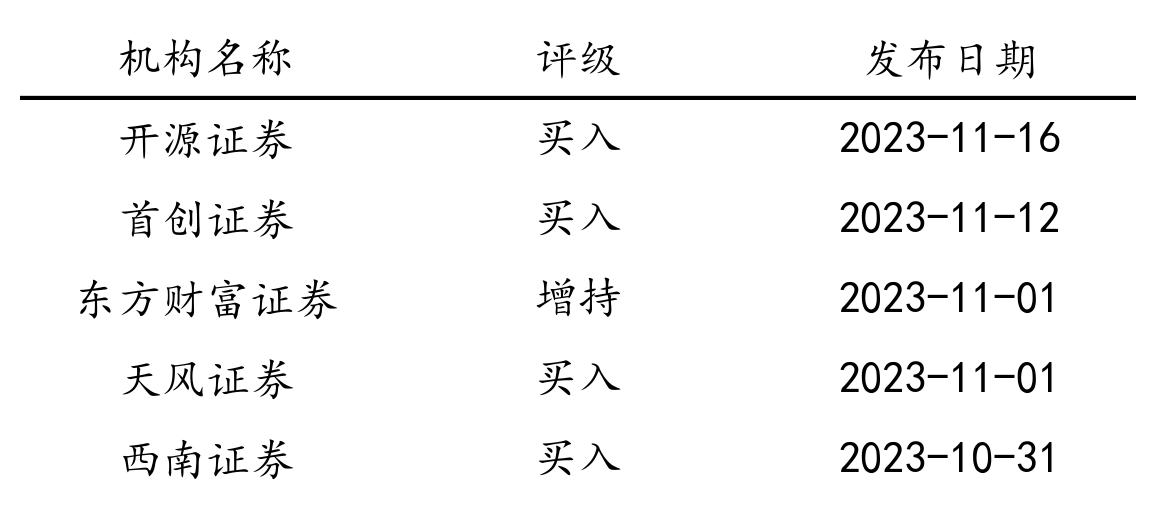 机构名称 评级 发布日期
开源证券 买入 2023-11-16
首创证券 买入 2023-11-12
东方财富证券 增持 2023-11-01
天风证券 买入 2023-11-01
西南证券 买入 2023-10-31